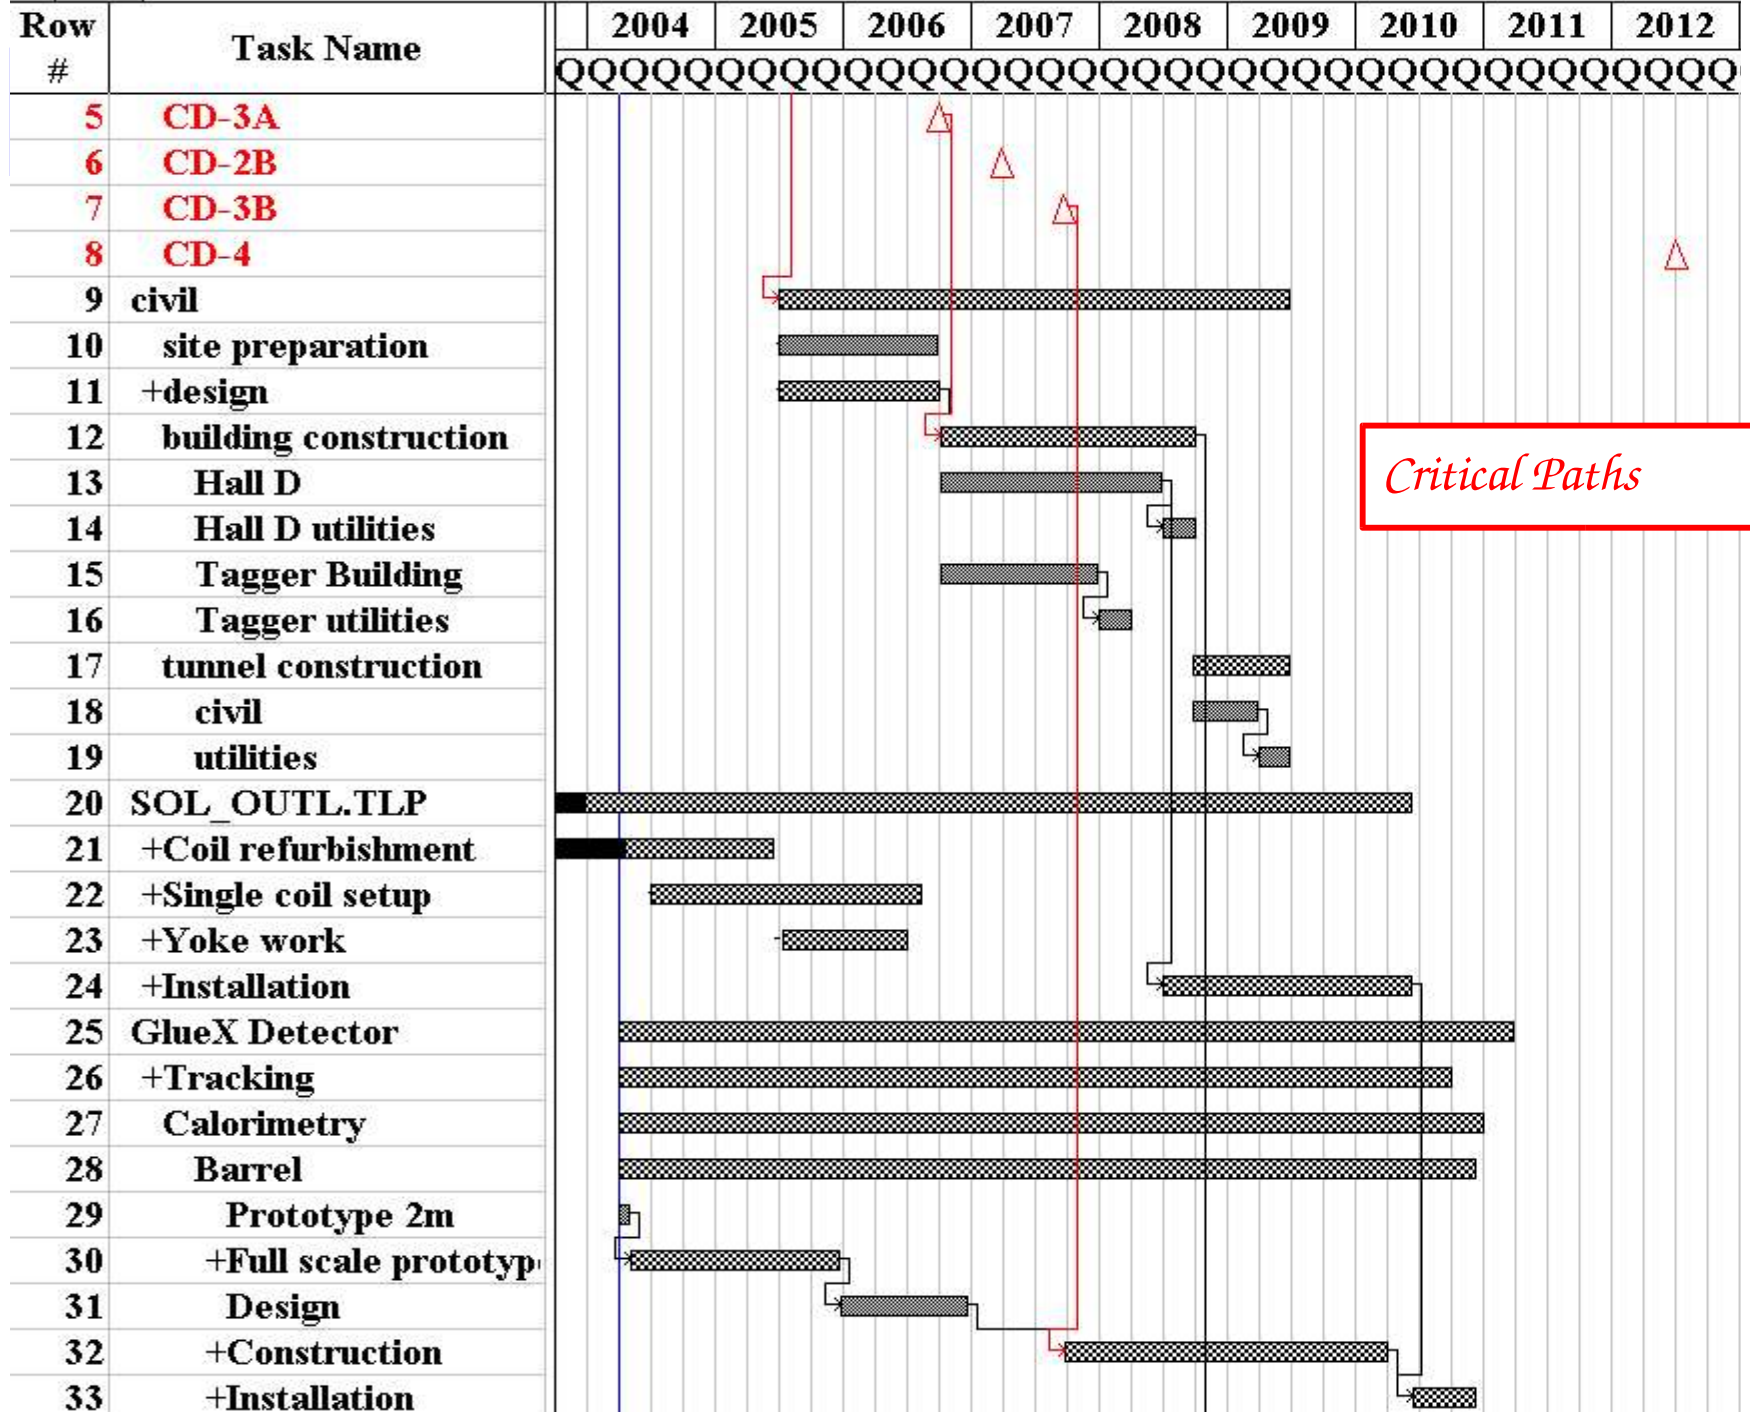 Row # Task Name 2004 2005 2006 2007 2008 2009 2010 2011 2012
QQQQQQQQQQQQQQQQQQQQQQQQQQQQQQQQQQQQQ
5 CD-3A
6 CD-2B
7 CD-3B
8 CD-4
9 civil
10 site preparation
11 +design
12 building construction
Critical Paths
13 Hall D
14 Hall D utilities
15 Tagger Building
16 Tagger utilities
17 tunnel construction
18 civil
19 utilities
20 SOL_OUTL.TLP
21 +Coil refurbishment
22 +Single coil setup
23 +Yoke work
24 +Installation
25 GlueX Detector
26 +Tracking
27 Calorimetry
28 Barrel
29 Prototype 2m
30 +Full scale prototyp
31 Design
32 +Construction
33 +Installation